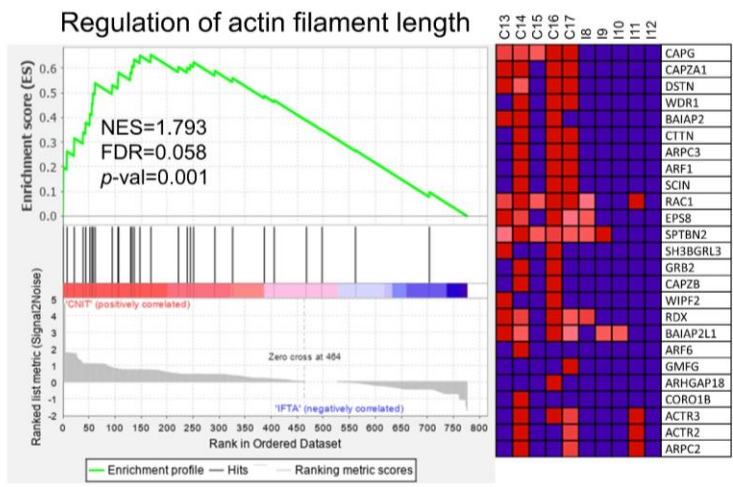 Regulation of actin filament length
Enrichment score (ES)
0.6
0.5
0.4
0.3
0.2
0.1
0.0
NES=1.793
FDR=0.058
p-val=0.001
Ranked list metric (Signal2Noise)
5
4
3
2
1
0
-1
-2
'CNIT' (positively correlated)
Zero cross at 464
'IFTA' (negatively correlated)
0 50 100 150 200 250 300 350 400 450 500 550 600 650 700 750 800
Rank in Ordered Dataset
Enrichment profile Hits Ranking metric scores
C13 C14 C15 C16 C17 I8 I9 I10 I11 I12
CAPG
CAPZA1
DSTN
WDR1
BAIAP2
CTTN
ARPC3
ARF1
SCIN
RAC1
EPS8
SPTBN2
SH3BGRL3
GRB2
CAPZB
WIPF2
RDX
BAIAP2L1
ARF6
GMFG
ARHGAP18
CORO1B
ACTR3
ACTR2
ARPC2